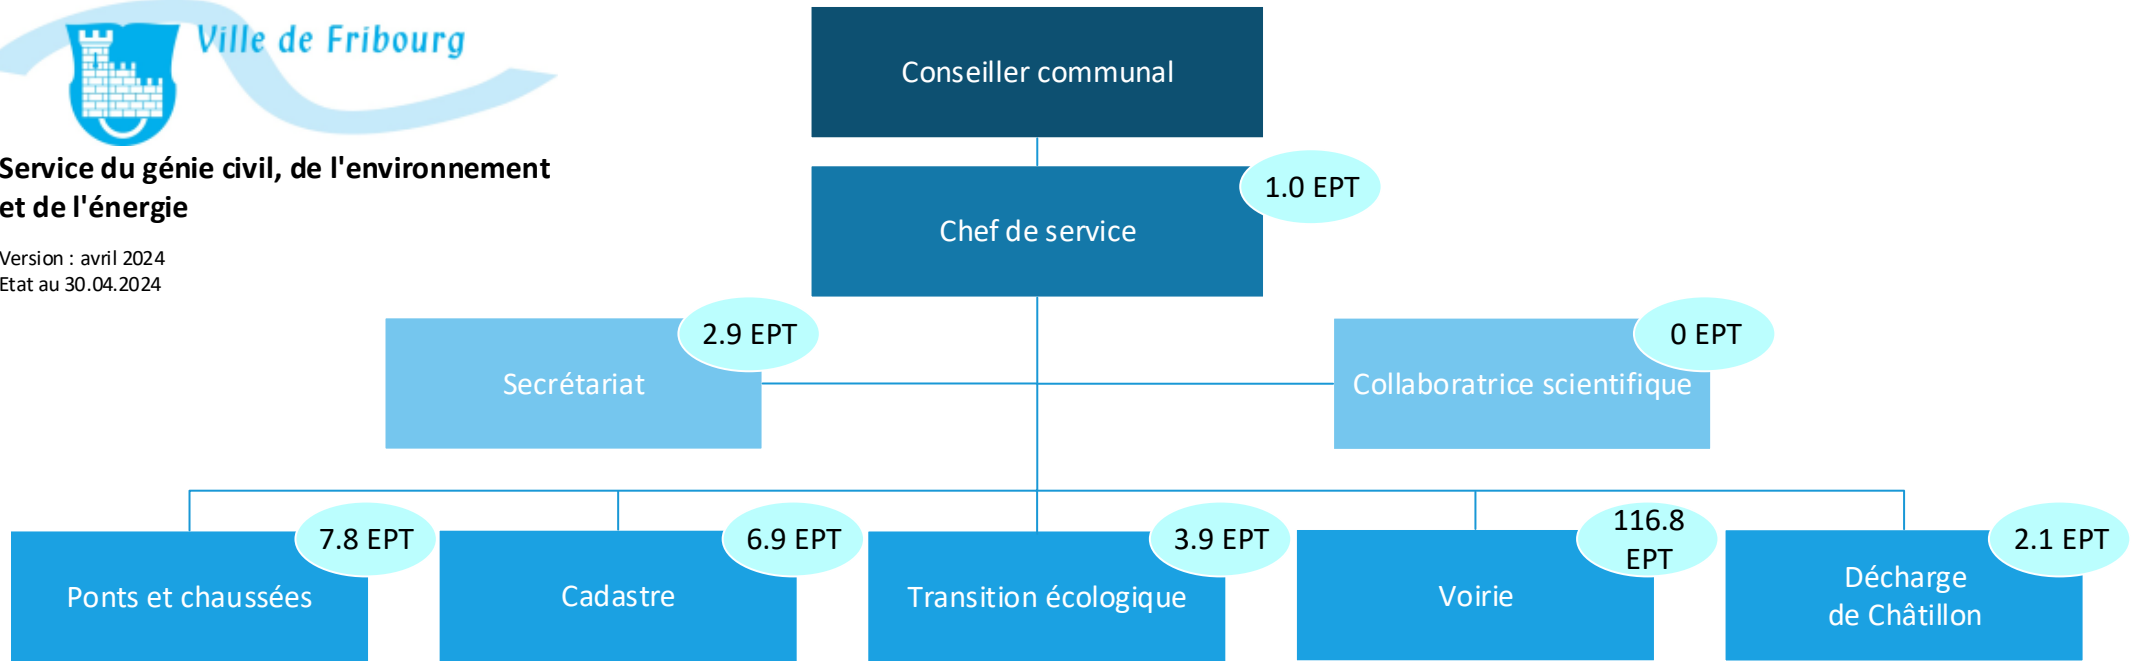 Ville de Fribourg
Service du génie civil, de l'environnement
et de l'énergie
Version : avril 2024
Etat au 30.04.2024
Conseiller communal
Chef de service
1.0 EPT
Secrétariat
2.9 EPT
Collaboratrice scientifique
0 EPT
Ponts et chaussées
7.8 EPT
Cadastre
6.9 EPT
Transition écologique
3.9 EPT
Voirie
116.8
EPT
Décharge
de Châtillon
2.1 EPT